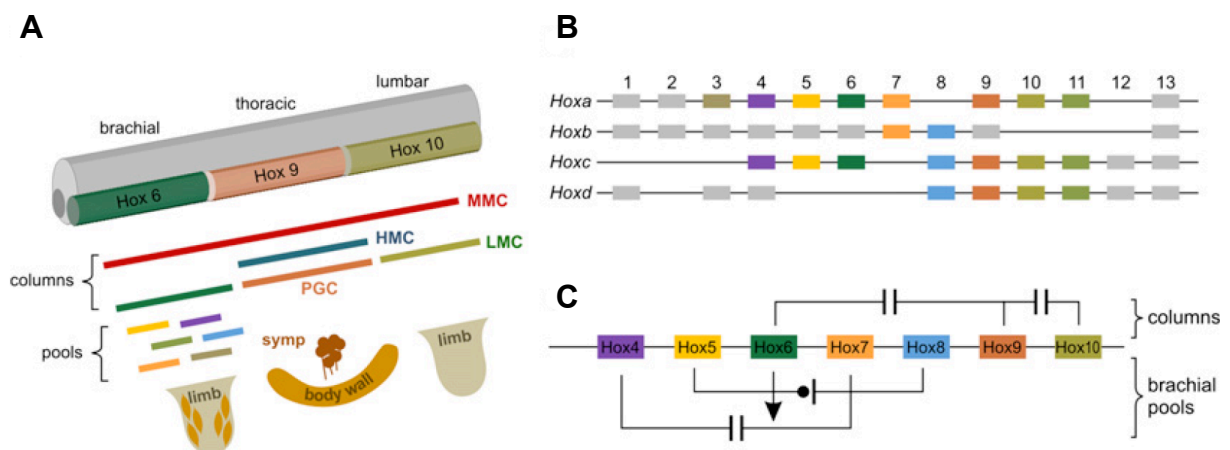 A
lumbar
thoracic
brachial
Hox 6
Hox 9
Hox 10
MMC
HMC
LMC
PGC
columns
pools
symp
limb
body wall
limb
B
1 2 3 4 5 6 7 8 9 10 11 12 13
Hoxa
Hoxb
Hoxc
Hoxd
C
columns
Hox4 Hox5 Hox6 Hox7 Hox8 Hox9 Hox10
brachial
pools